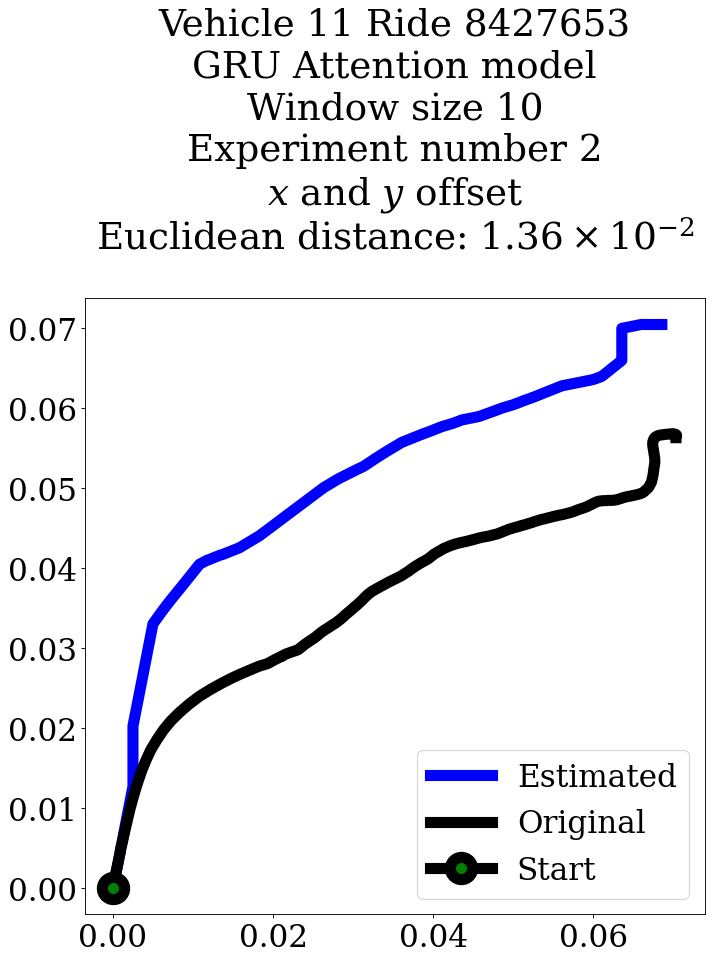 Vehicle 11 Ride 8427653
GRU Attention model
Window size 10
Experiment number 2
x and y offset
Euclidean distance: 1.36 × 10⁻²
0.07
0.06
0.05
0.04
0.03
0.02
0.01
0.00
Estimated
Original
Start
0.00 0.02 0.04 0.06